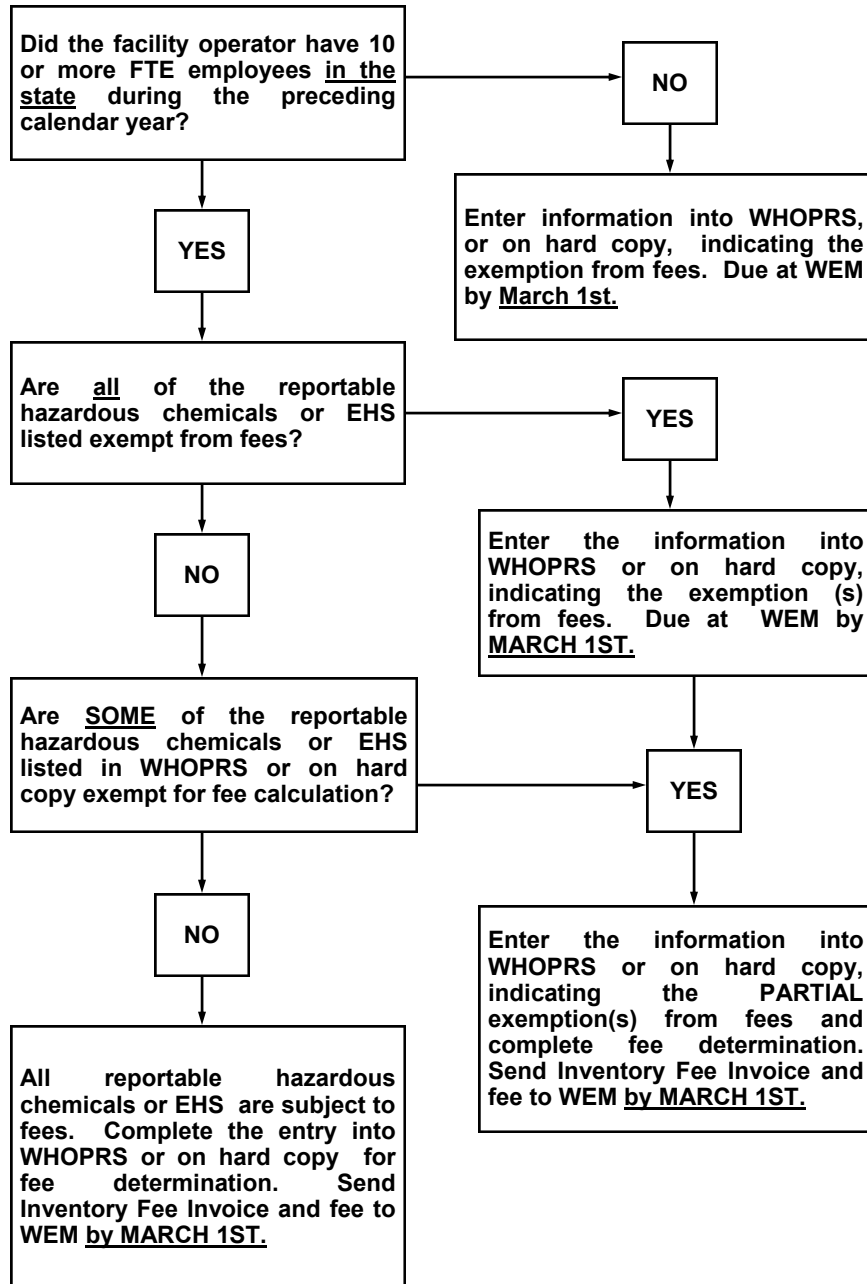 Did the facility operator have 10
or more FTE employees in the
state during the preceding
calendar year?
NO
Enter information into WHOPRS,
or on hard copy, indicating the
exemption from fees. Due at WEM
by March 1st.
YES
Are all of the reportable
hazardous chemicals or EHS
listed exempt from fees?
YES
Enter the information into
WHOPRS or on hard copy,
indicating the exemption (s)
from fees. Due at WEM by
MARCH 1ST.
NO
Are SOME of the reportable
hazardous chemicals or EHS
listed in WHOPRS or on hard
copy exempt for fee calculation?
YES
Enter the information into
WHOPRS or on hard copy,
indicating the PARTIAL
exemption(s) from fees and
complete fee determination.
Send Inventory Fee Invoice and
fee to WEM by MARCH 1ST.
NO
All reportable hazardous
chemicals or EHS are subject to
fees. Complete the entry into
WHOPRS or on hard copy for
fee determination. Send
Inventory Fee Invoice and fee to
WEM by MARCH 1ST.